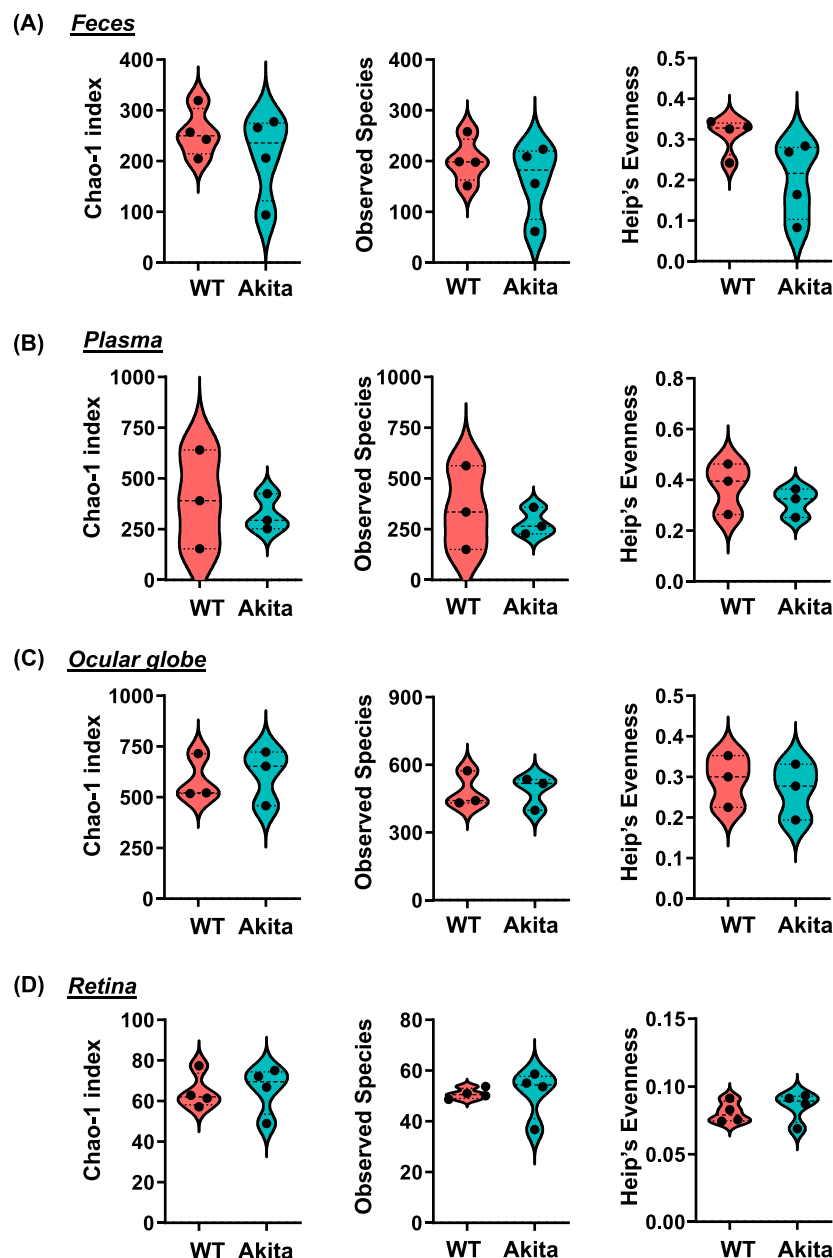 (A) Feces
Chao-1 index
400
300
200
100
0
WT Akita
Observed Species
400
300
200
100
0
WT Akita
Heip's Evenness
0.5
0.4
0.3
0.2
0.1
0.0
WT Akita
(B) Plasma
Chao-1 index
1000
750
500
250
0
WT Akita
Observed Species
1000
750
500
250
0
WT Akita
Heip's Evenness
0.8
0.6
0.4
0.2
0.0
WT Akita
(C) Ocular globe
Chao-1 index
1000
750
500
250
0
WT Akita
Observed Species
900
600
300
0
WT Akita
Heip's Evenness
0.5
0.4
0.3
0.2
0.1
0.0
WT Akita
(D) Retina
Chao-1 index
100
80
60
40
20
0
WT Akita
Observed Species
80
60
40
20
0
WT Akita
Heip's Evenness
0.15
0.10
0.05
0.00
WT Akita